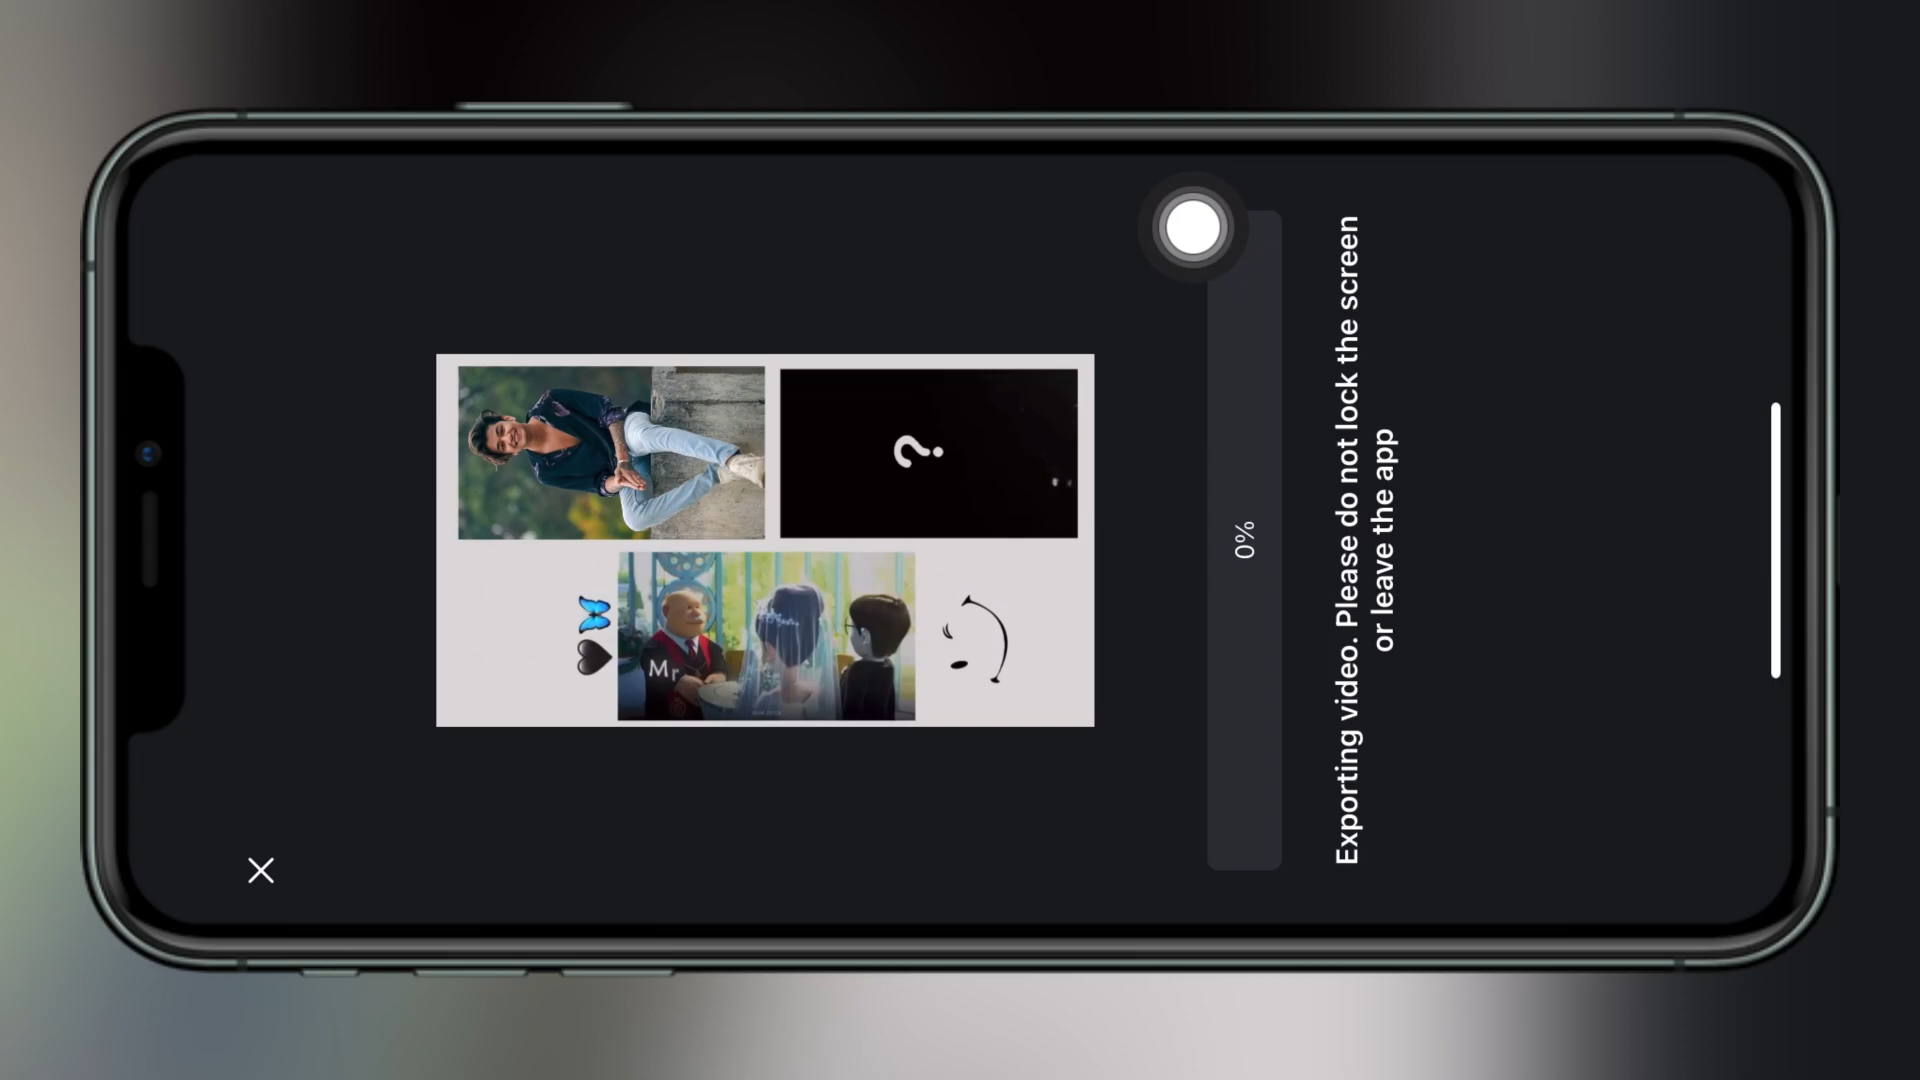 ?
Mr
0%
Exporting video. Please do not lock the screen
or leave the app